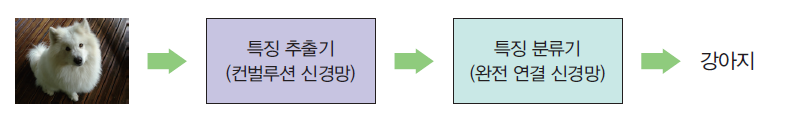 특징 추출기
(컨벌루션 신경망)
특징 분류기
(완전 연결 신경망)
강아지